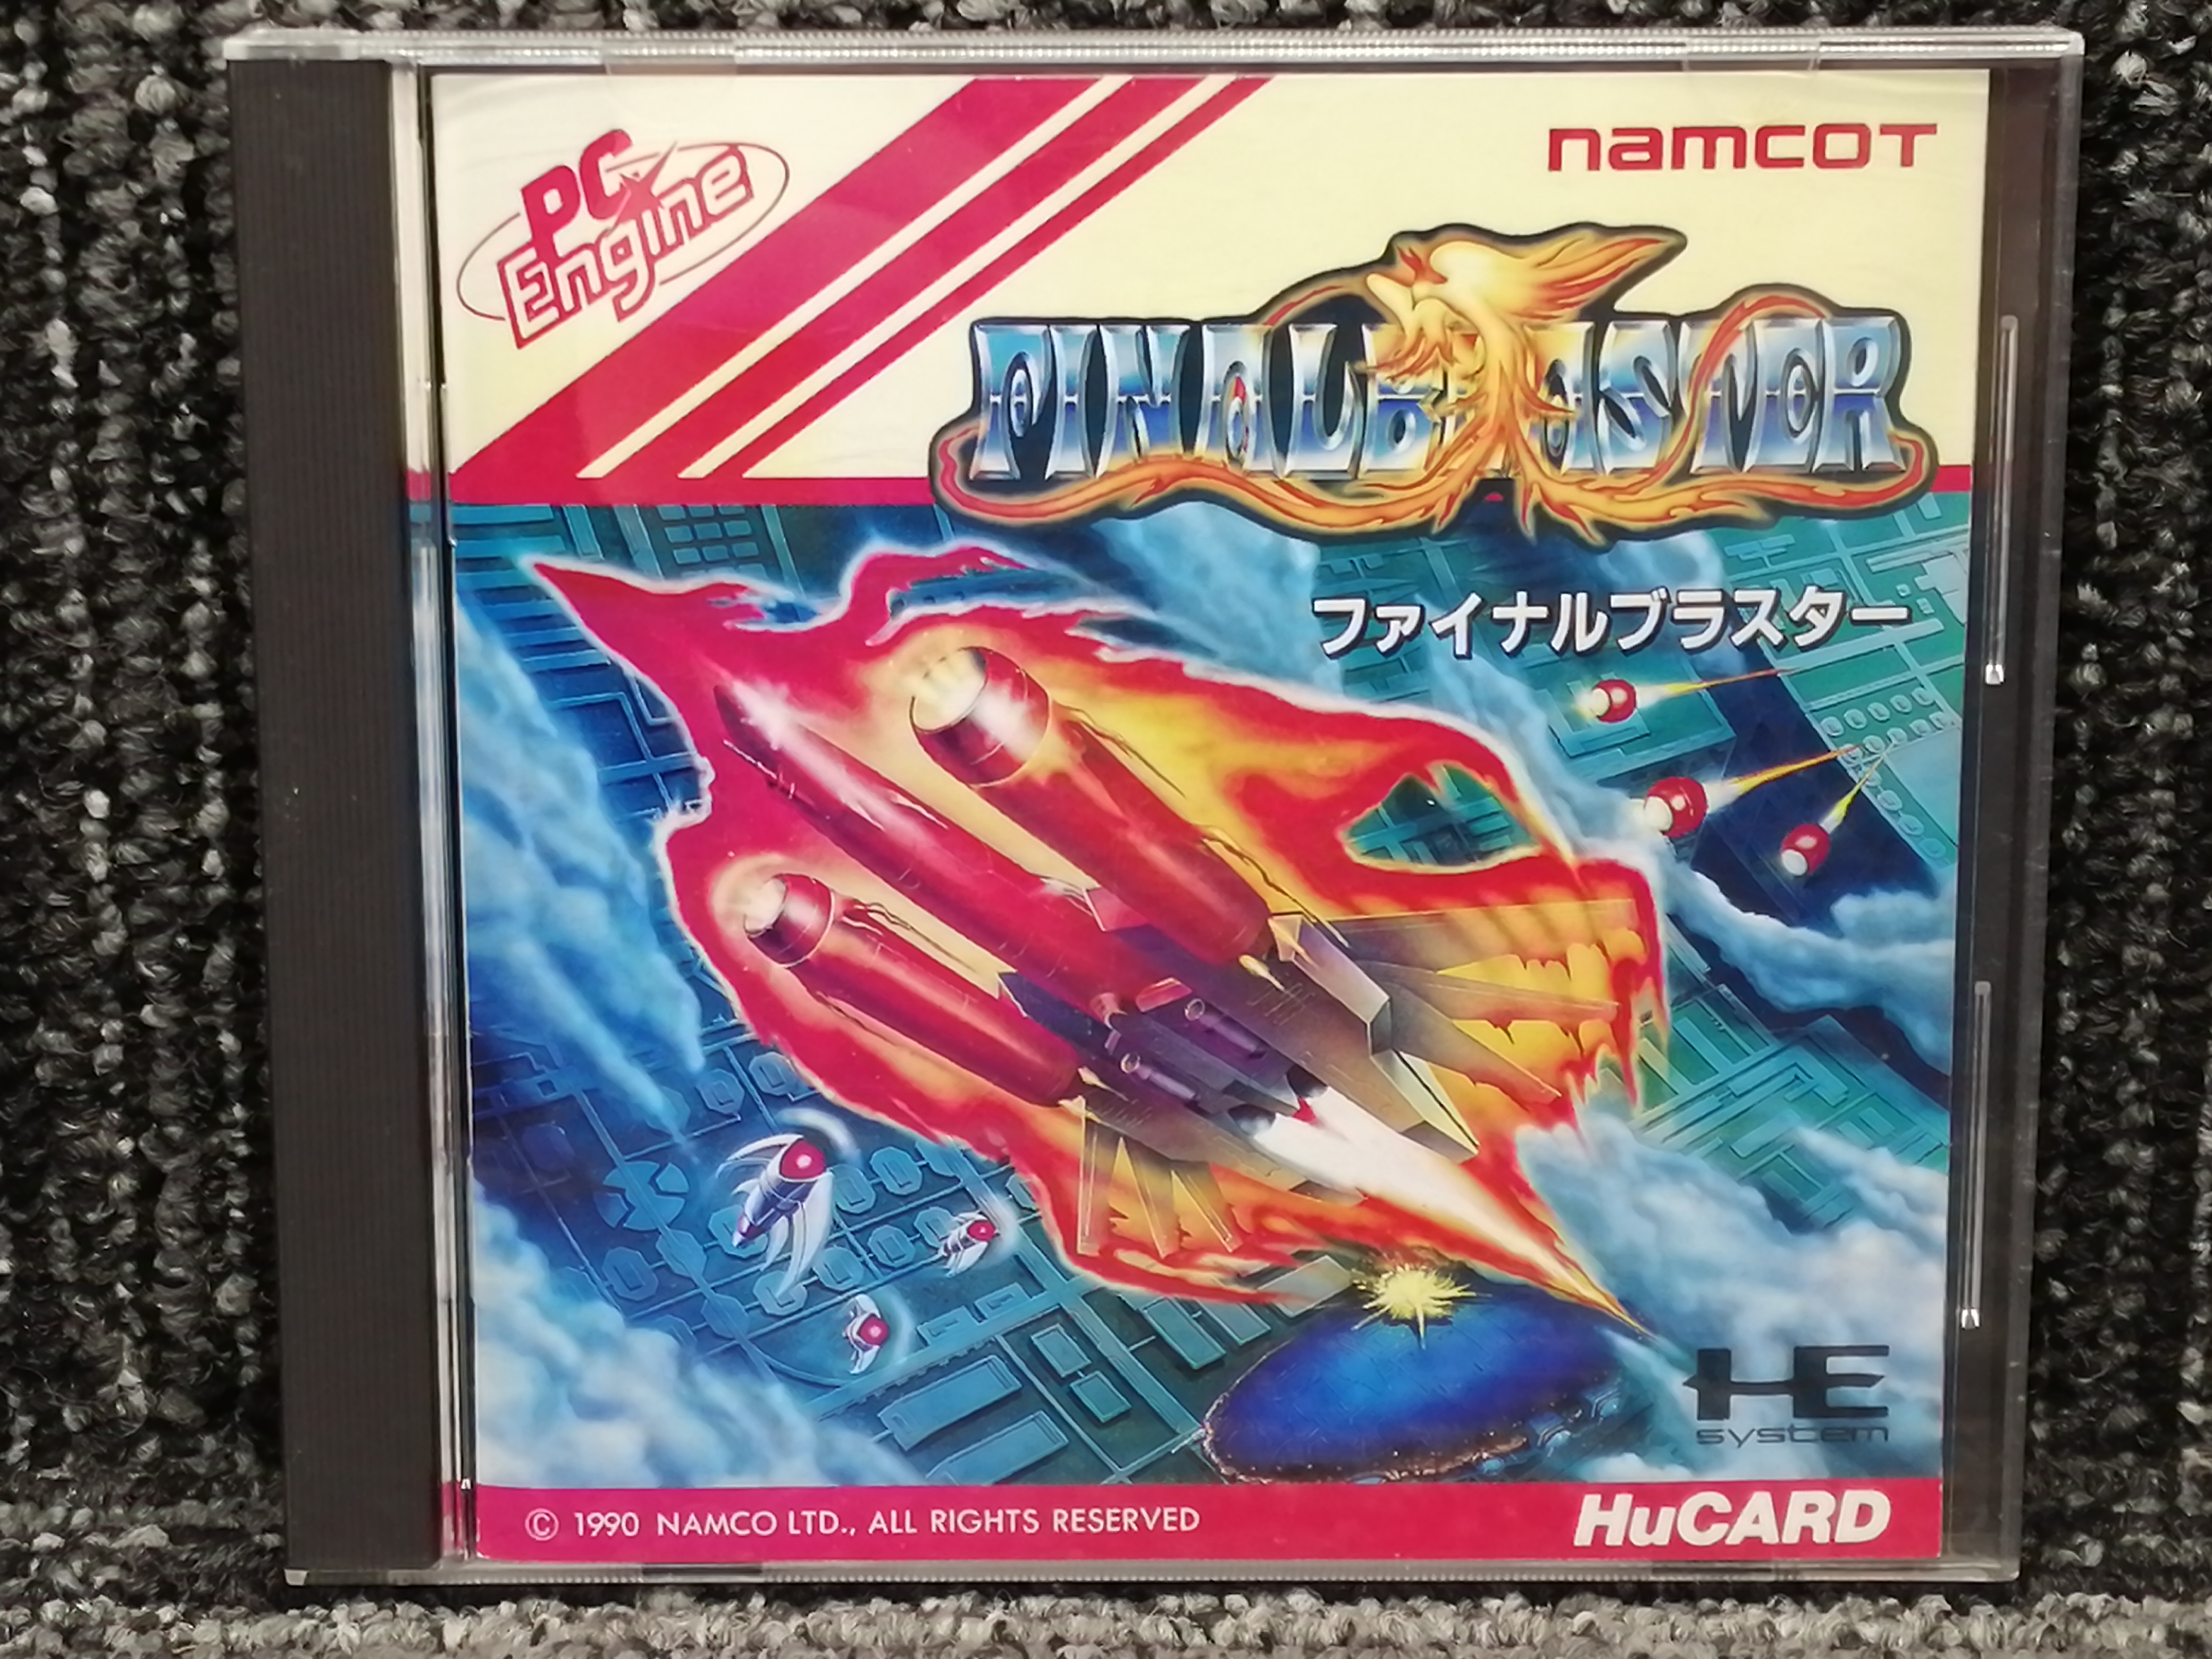 PC Engine
namcoT
FINAL BLASTER
ファイナルブラスター
HE
system
© 1990 NAMCO LTD., ALL RIGHTS RESERVED
HuCARD